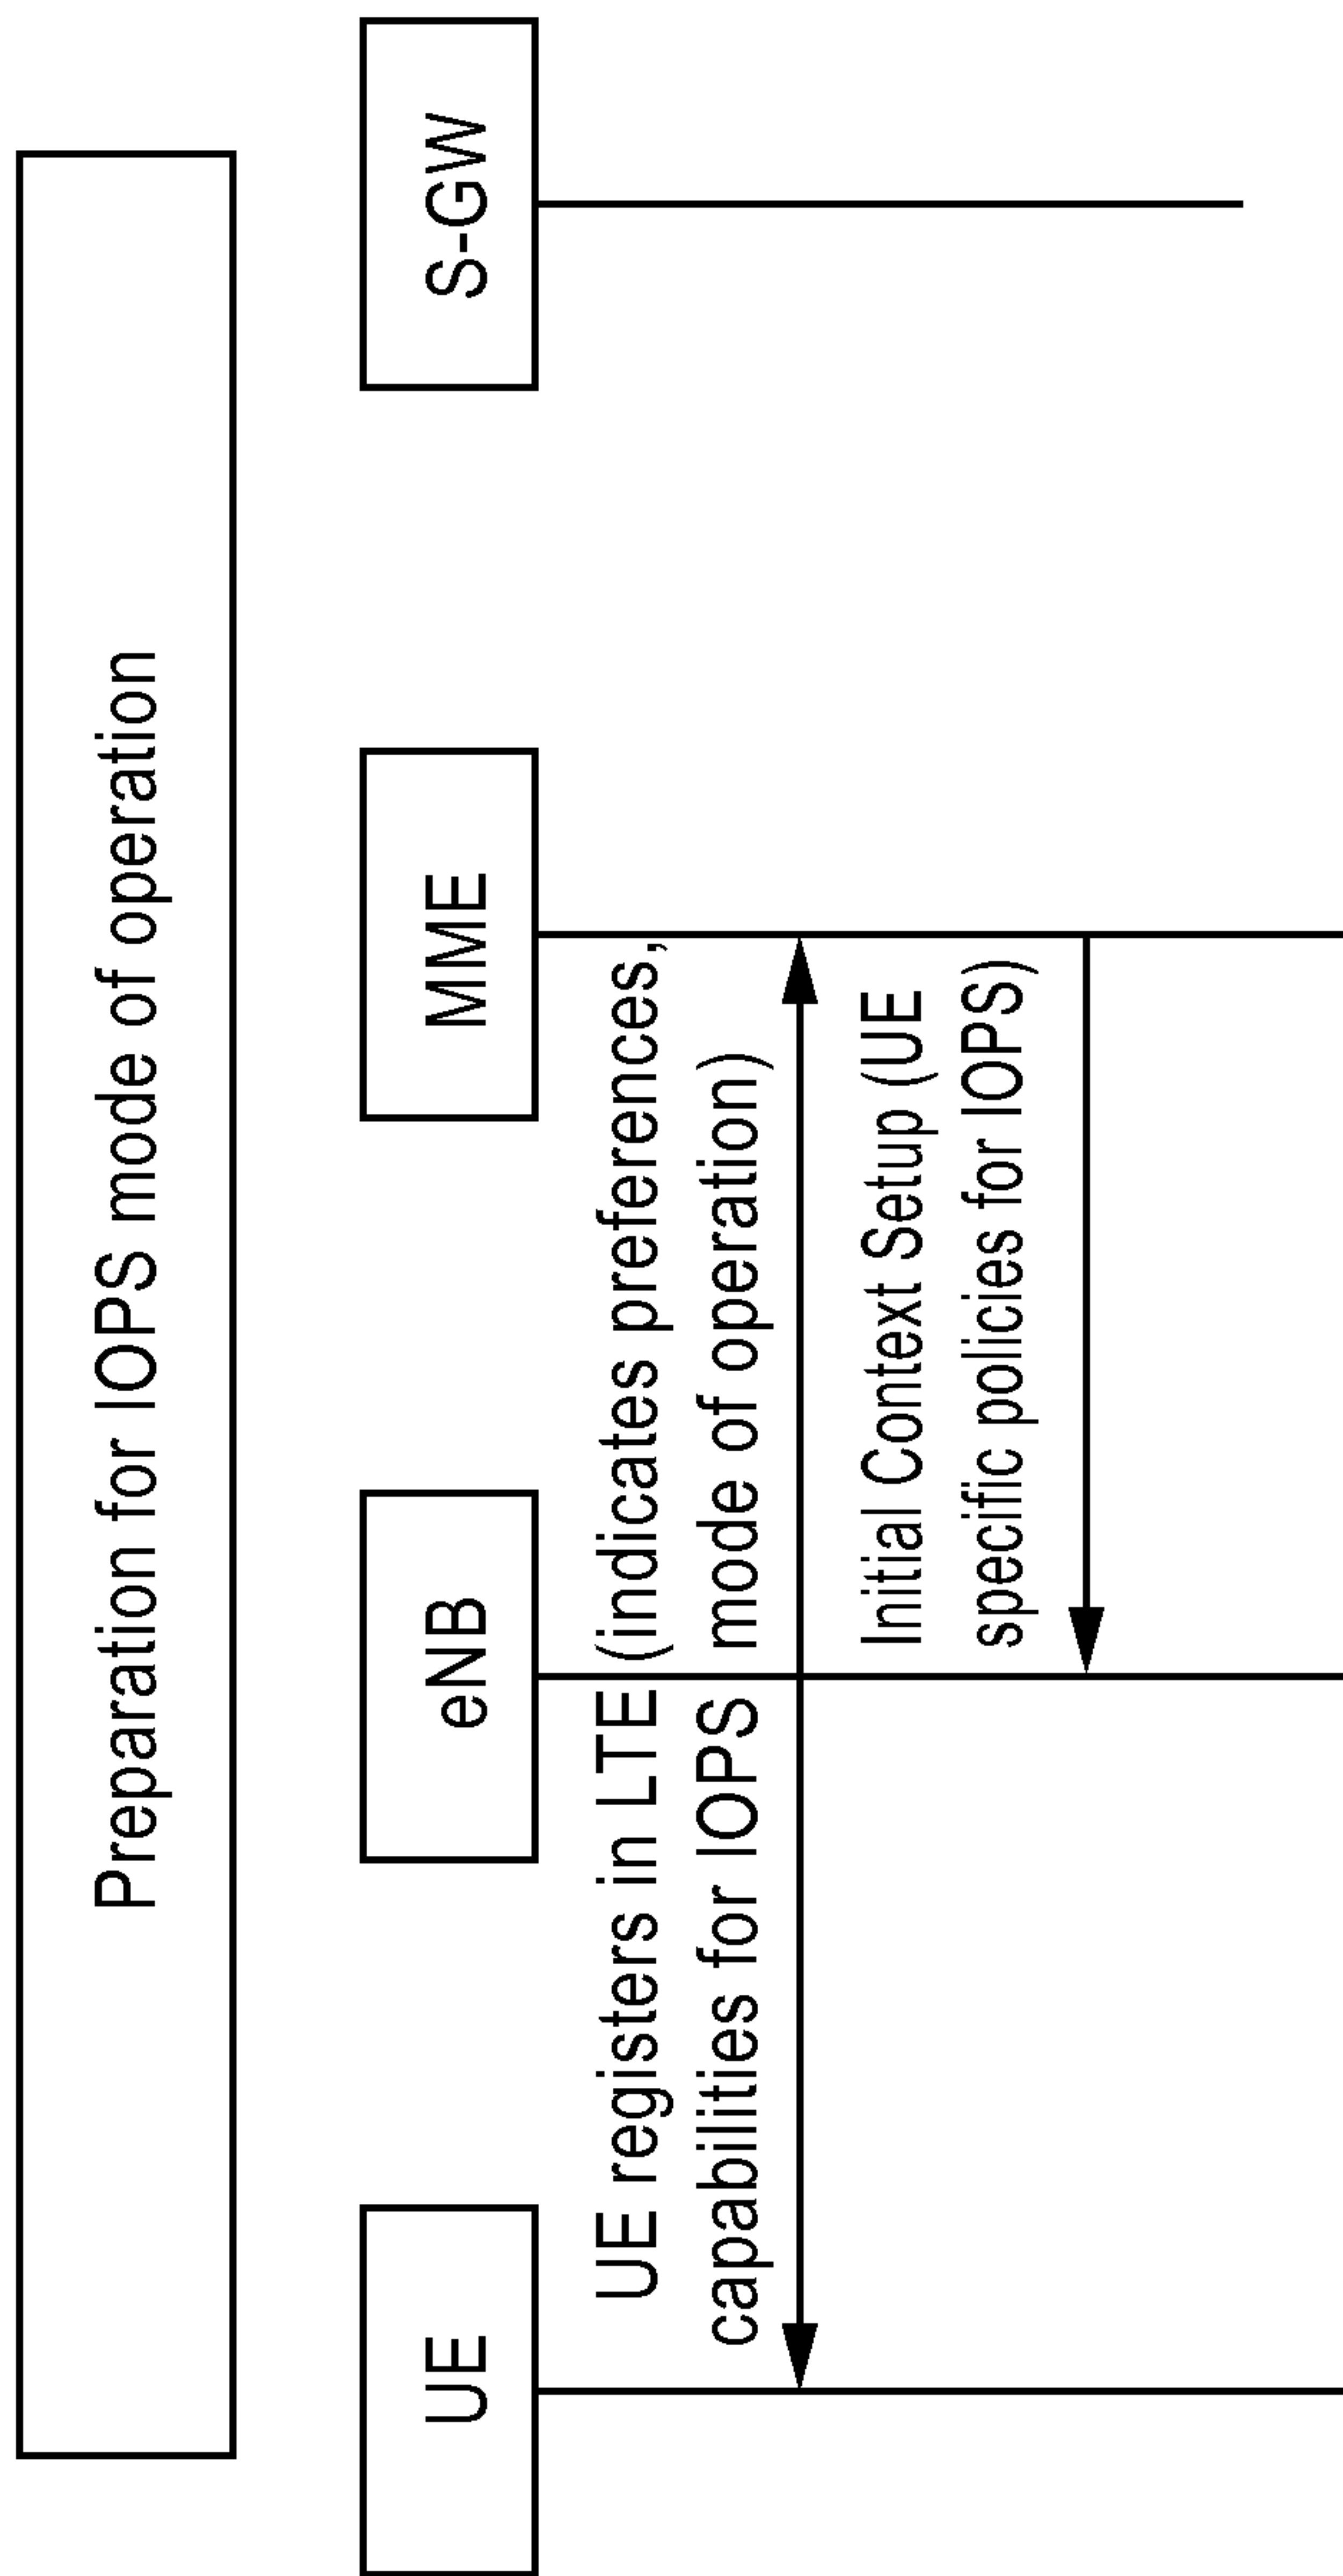 Preparation for IOPS mode of operation
UE
eNB
MME
S-GW
UE registers in LTE (indicates preferences,
capabilities for IOPS mode of operation)
Initial Context Setup (UE
specific policies for IOPS)